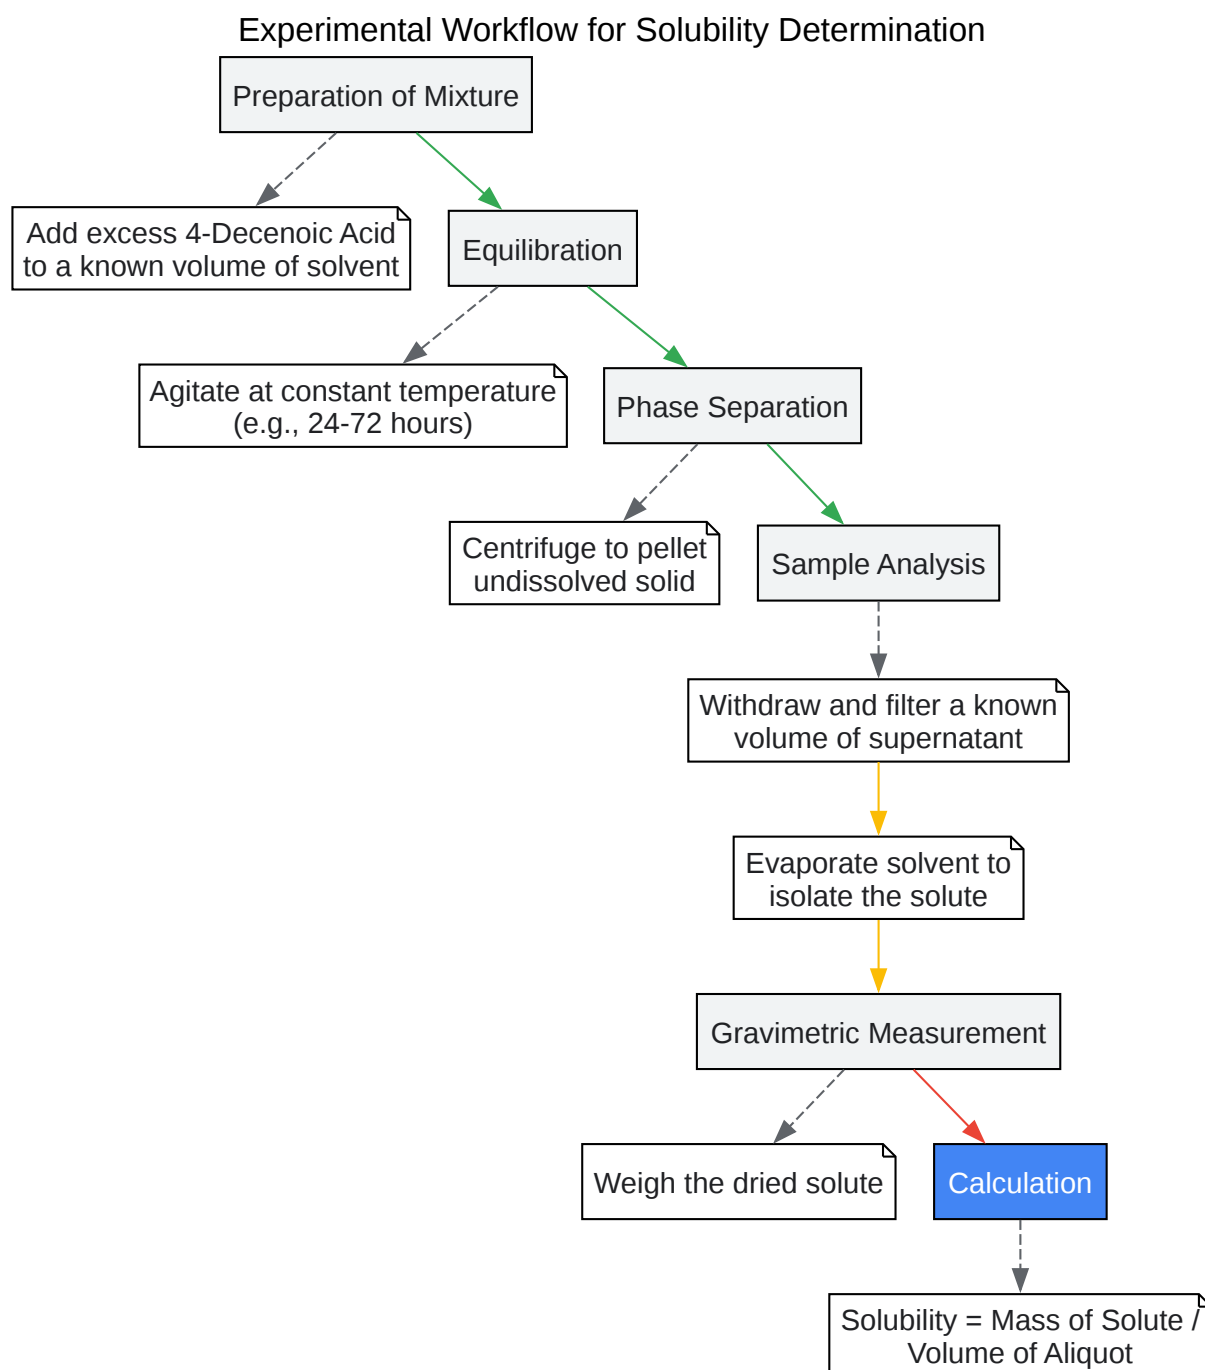 Experimental Workflow for Solubility Determination
Preparation of Mixture
Add excess 4-Decenoic Acid
to a known volume of solvent
Equilibration
Agitate at constant temperature
(e.g., 24-72 hours)
Phase Separation
Centrifuge to pellet
undissolved solid
Sample Analysis
Withdraw and filter a known
volume of supernatant
Evaporate solvent to
isolate the solute
Gravimetric Measurement
Weigh the dried solute
Calculation
Solubility = Mass of Solute /
Volume of Aliquot